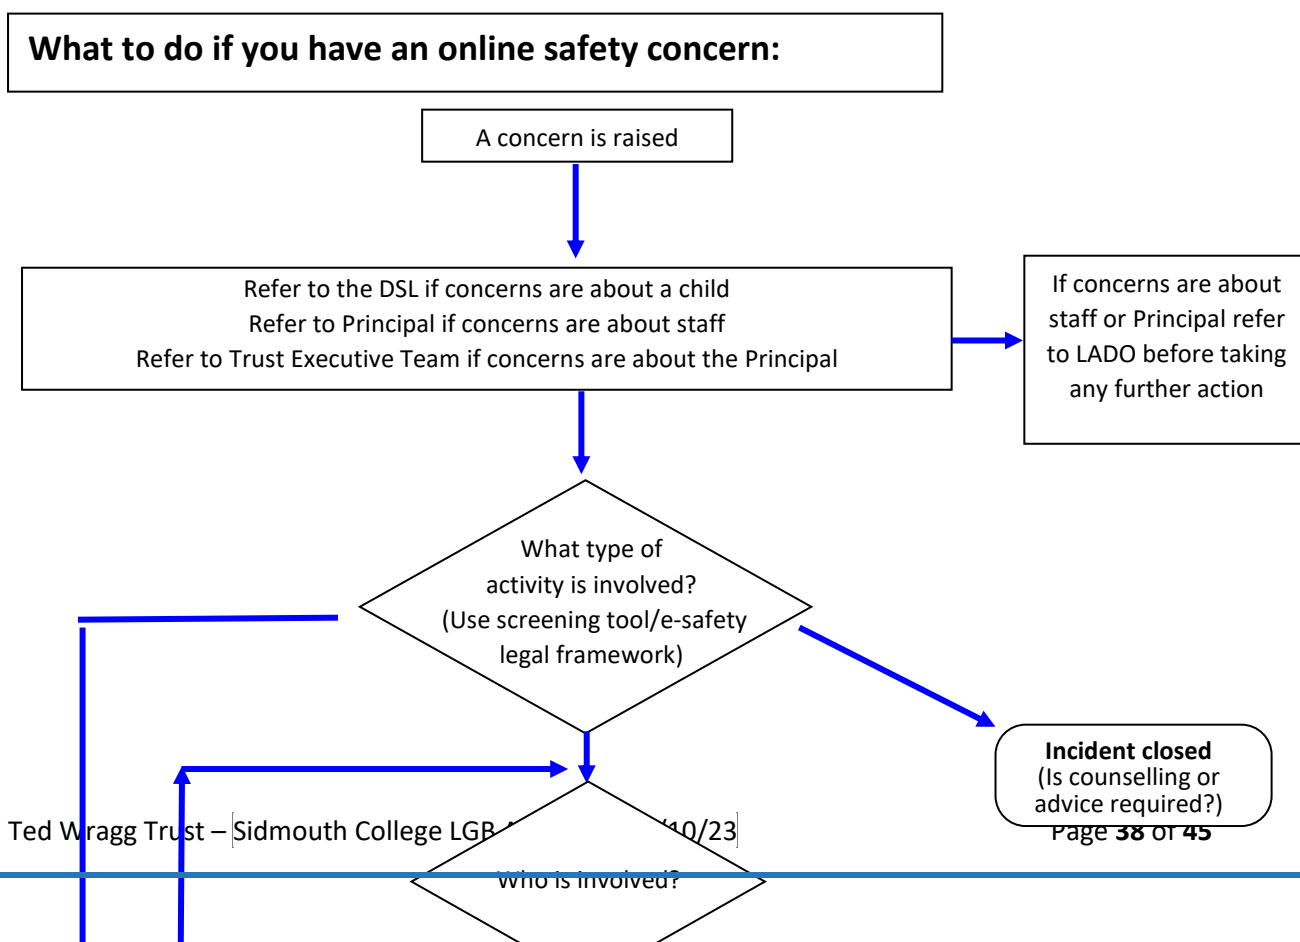 What to do if you have an online safety concern:
A concern is raised
Refer to the DSL if concerns are about a child
Refer to Principal if concerns are about staff
Refer to Trust Executive Team if concerns are about the Principal
If concerns are about
staff or Principal refer
to LADO before taking
any further action
What type of
activity is involved?
(Use screening tool/e-safety
legal framework)
Incident closed
(Is counselling or
advice required?)
Ted Wragg Trust – [Sidmouth College LGB /10/23]
Page 38 of 45
Who is involved?